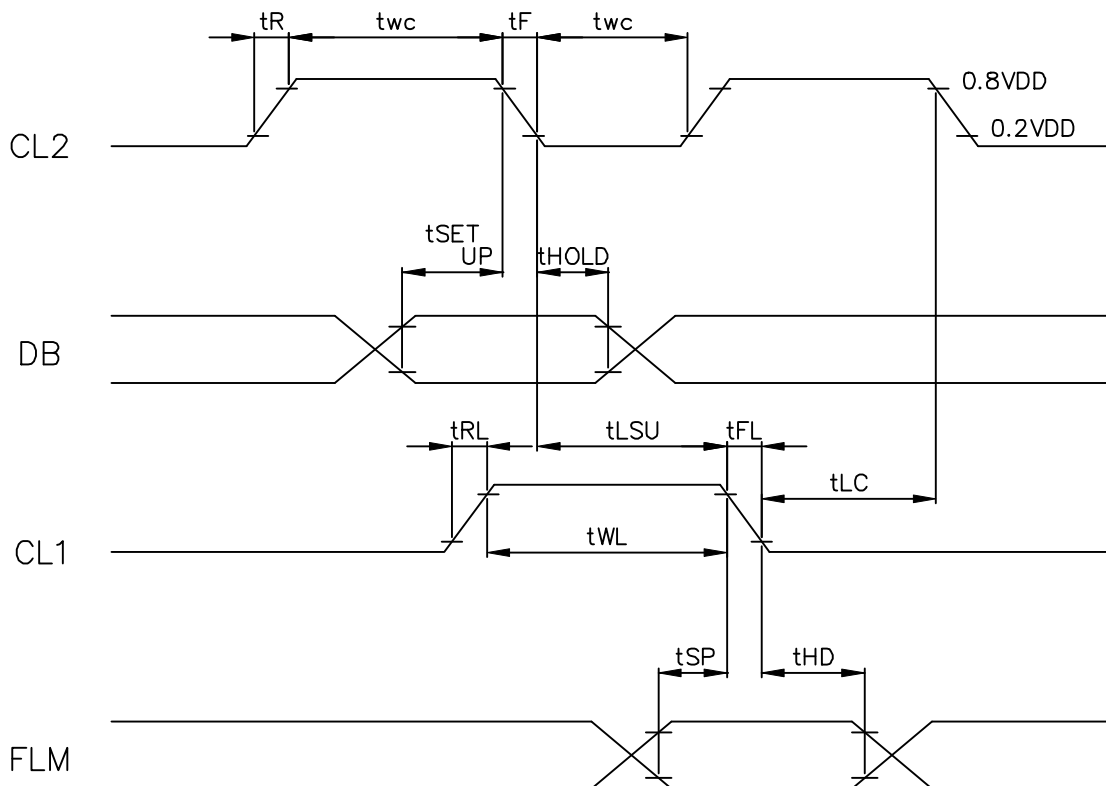 tR twc tF twc
0.8VDD
0.2VDD
CL2
tSET
UP
tHOLD
DB
tRL tLSU tFL
tLC
tWL
CL1
tSP tHD
FLM